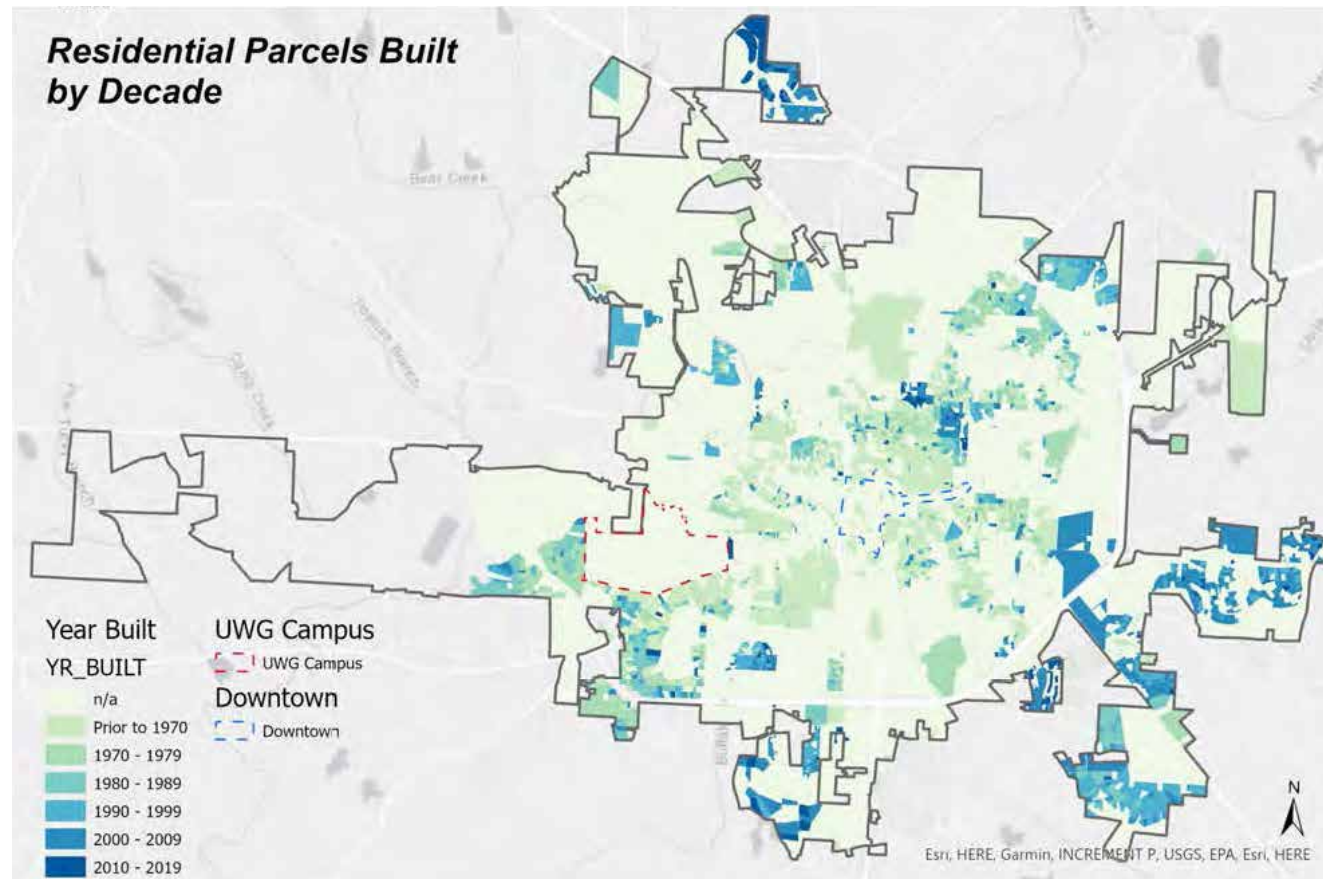 Residential Parcels Built
by Decade
Bear Creek
Year Built
YR_BUILT
n/a
Prior to 1970
1970 - 1979
1980 - 1989
1990 - 1999
2000 - 2009
2010 - 2019
UWG Campus
UWG Campus
Downtown
Downtown
N
Esri, HERE, Garmin, INCREMENT P, USGS, EPA, Esri, HERE